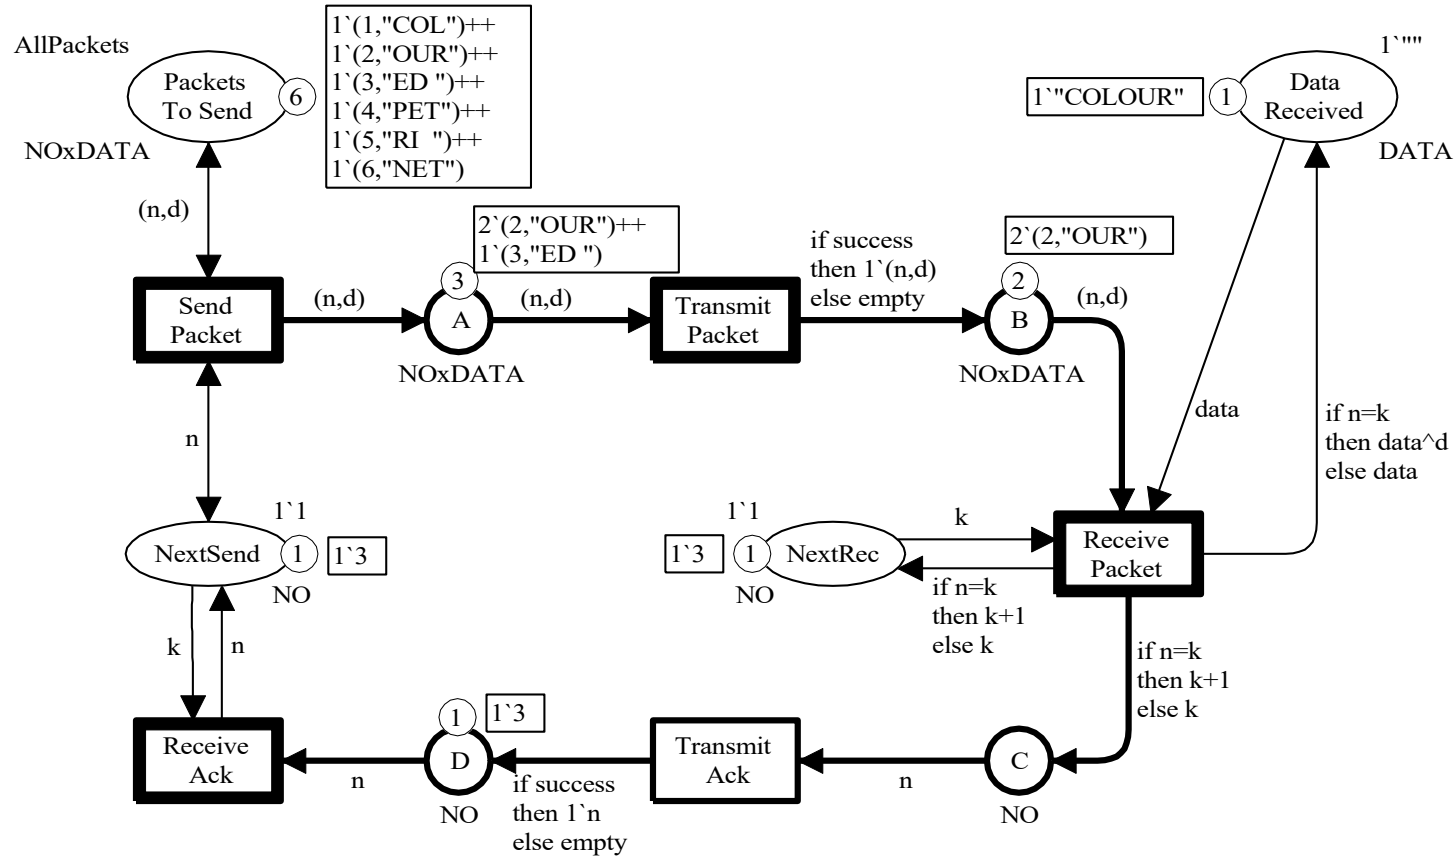 AllPackets
Packets
To Send
6
1`(1,"COL")++
1`(2,"OUR")++
1`(3,"ED ")++
1`(4,"PET")++
1`(5,"RI  ")++
1`(6,"NET")
NOxDATA
1`""
1`"COLOUR"
1
Data
Received
DATA
(n,d)
2`(2,"OUR")++
1`(3,"ED ")
3
if success
then 1`(n,d)
else empty
2`(2,"OUR")
2
Send
Packet
(n,d)
A
(n,d)
Transmit
Packet
B
(n,d)
NOxDATA
NOxDATA
n
data
if n=k
then data^d
else data
1`1
NextSend
1
1`3
NO
1`1
1`3
1
NextRec
NO
k
if n=k
then k+1
else k
Receive
Packet
if n=k
then k+1
else k
k
n
1
1`3
Receive
Ack
n
D
NO
if success
then 1`n
else empty
Transmit
Ack
n
C
NO